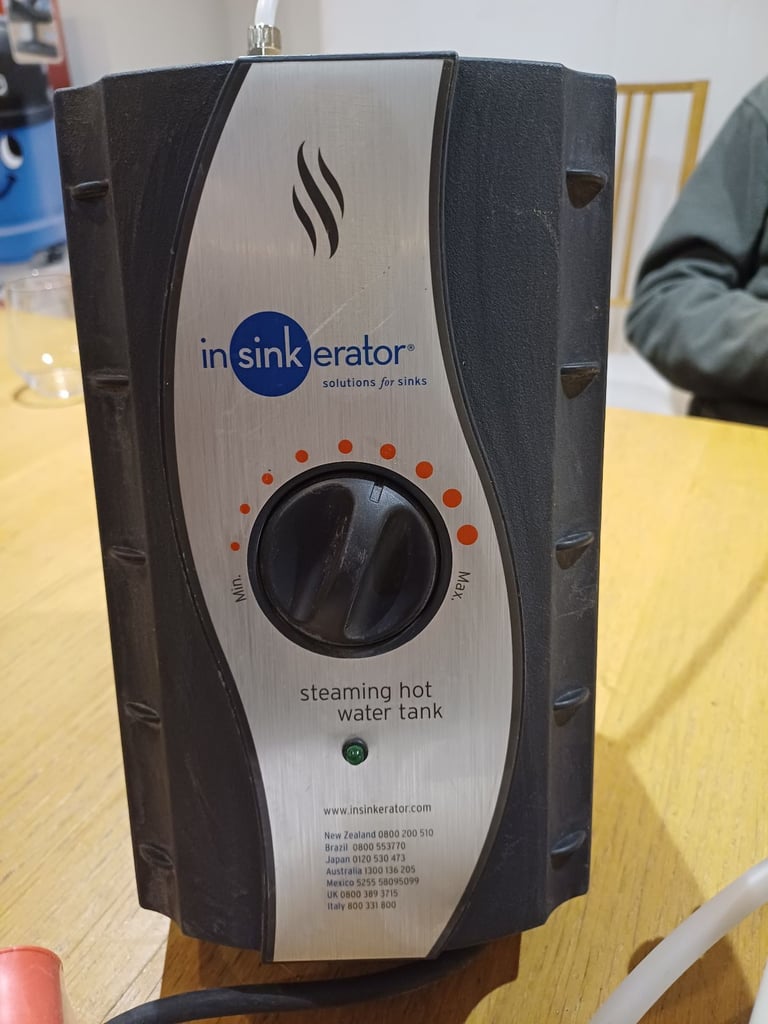 insinkerator®
solutions for sinks
Min.
Max.
steaming hot
water tank
www.insinkerator.com
New Zealand 0800 200 510
Brazil 0800 553770
Japan 0120 530 473
Australia 1300 136 205
Mexico 5255 58095099
UK 0800 389 3715
Italy 800 331 800